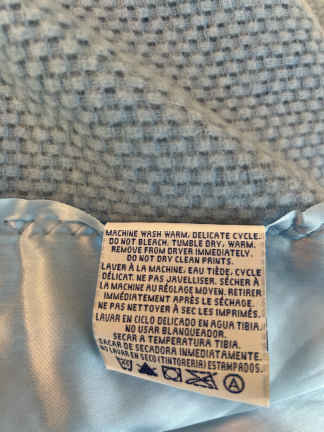 MACHINE WASH WARM, DELICATE CYCLE.
DO NOT BLEACH. TUMBLE DRY, WARM.
REMOVE FROM DRYER IMMEDIATELY.
DO NOT DRY CLEAN PRINTS.
LAVER À LA MACHINE, EAU TIÈDE, CYCLE
DÉLICAT. NE PAS JAVELLISER. SÉCHER À
LA MACHINE AU RÉGLAGE MOYEN. RETIRER
IMMÉDIATEMENT APRÈS LE SÉCHAGE.
NE PAS NETTOYER À SEC LES IMPRIMÉS.
LAVAR EN CICLO DELICADO EN AGUA TIBIA.
NO USAR BLANQUEADOR.
SECAR A TEMPERATURA TIBIA.
SACAR DE SECADORA INMEDIATAMENTE.
NO LAVAR EN SECO (TINTORERIA) ESTAMPADOS.
A